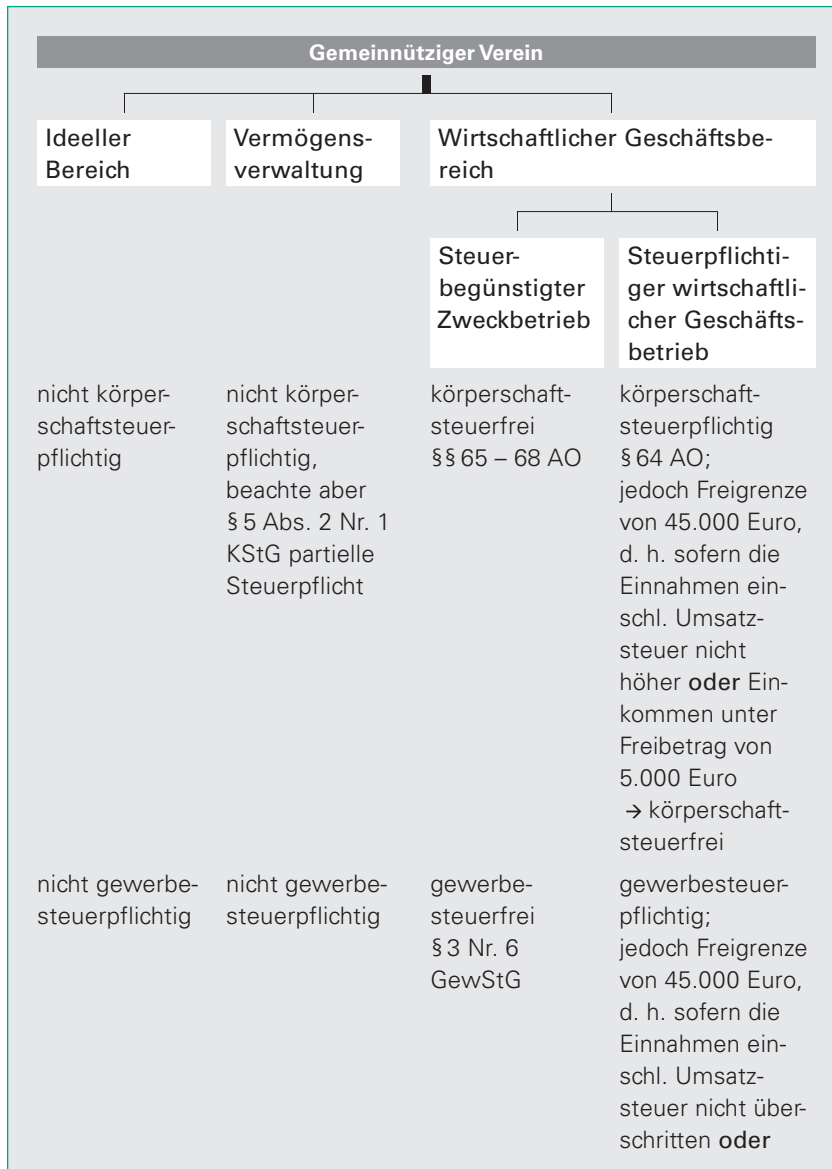 Gemeinnütziger Verein
Ideeller
Bereich
Vermögens-
verwaltung
Wirtschaftlicher Geschäftsbe-
reich
Steuer-
begünstigter
Zweckbetrieb
Steuerpflichti-
ger wirtschaftli-
cher Geschäfts-
betrieb
nicht körper-
schaftsteuer-
pflichtig
nicht körper-
schaftsteuer-
pflichtig,
beachte aber
§ 5 Abs. 2 Nr. 1
KStG partielle
Steuerpflicht
körperschaft-
steuerfrei
§§ 65 – 68 AO
körperschaft-
steuerpflichtig
§ 64 AO;
jedoch Freigrenze
von 45.000 Euro,
d. h. sofern die
Einnahmen ein-
schl. Umsatz-
steuer nicht
höher oder Ein-
kommen unter
Freibetrag von
5.000 Euro
→ körperschaft-
steuerfrei
nicht gewerbe-
steuerpflichtig
nicht gewerbe-
steuerpflichtig
gewerbe-
steuerfrei
§ 3 Nr. 6
GewStG
gewerbesteuer-
pflichtig;
jedoch Freigrenze
von 45.000 Euro,
d. h. sofern die
Einnahmen ein-
schl. Umsatz-
steuer nicht über-
schritten oder